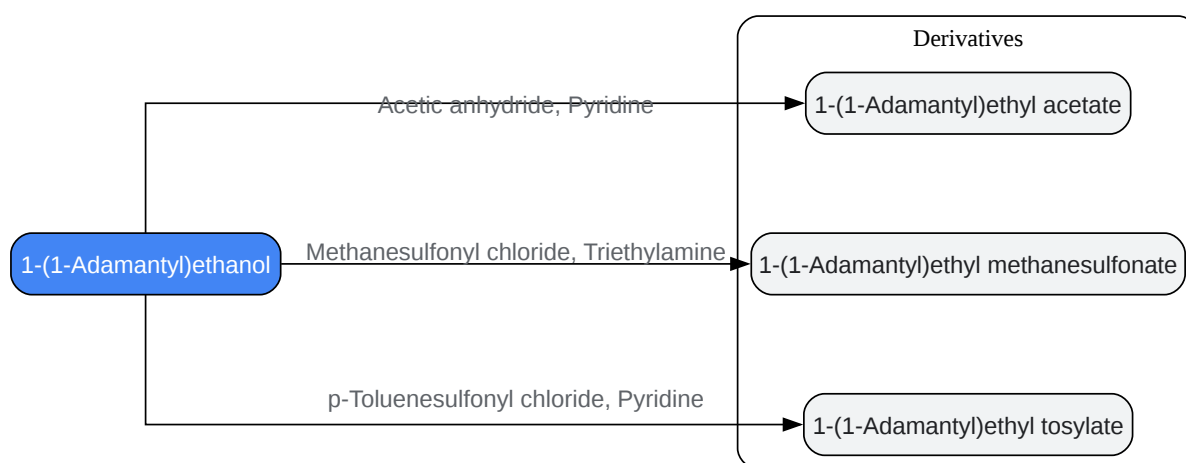 Derivatives
Acetic anhydride, Pyridine
1-(1-Adamantyl)ethyl acetate
1-(1-Adamantyl)ethanol
Methanesulfonyl chloride, Triethylamine
1-(1-Adamantyl)ethyl methanesulfonate
p-Toluenesulfonyl chloride, Pyridine
1-(1-Adamantyl)ethyl tosylate